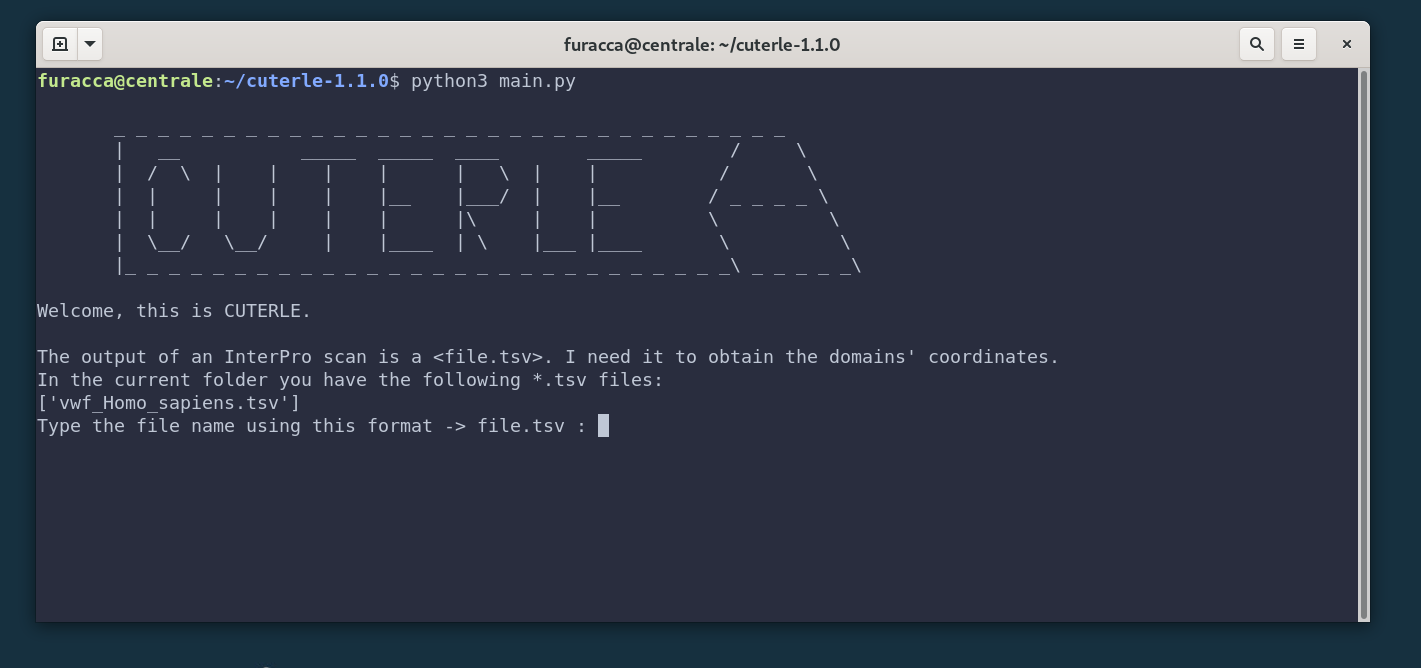 furacca@centrale: ~/cuterle-1.1.0
furacca@centrale:~/cuterle-1.1.0$ python3 main.py
CUTERLE
Welcome, this is CUTERLE.
The output of an InterPro scan is a <file.tsv>. I need it to obtain the domains' coordinates.
In the current folder you have the following *.tsv files:
['vwf_Homo_sapiens.tsv']
Type the file name using this format -> file.tsv :